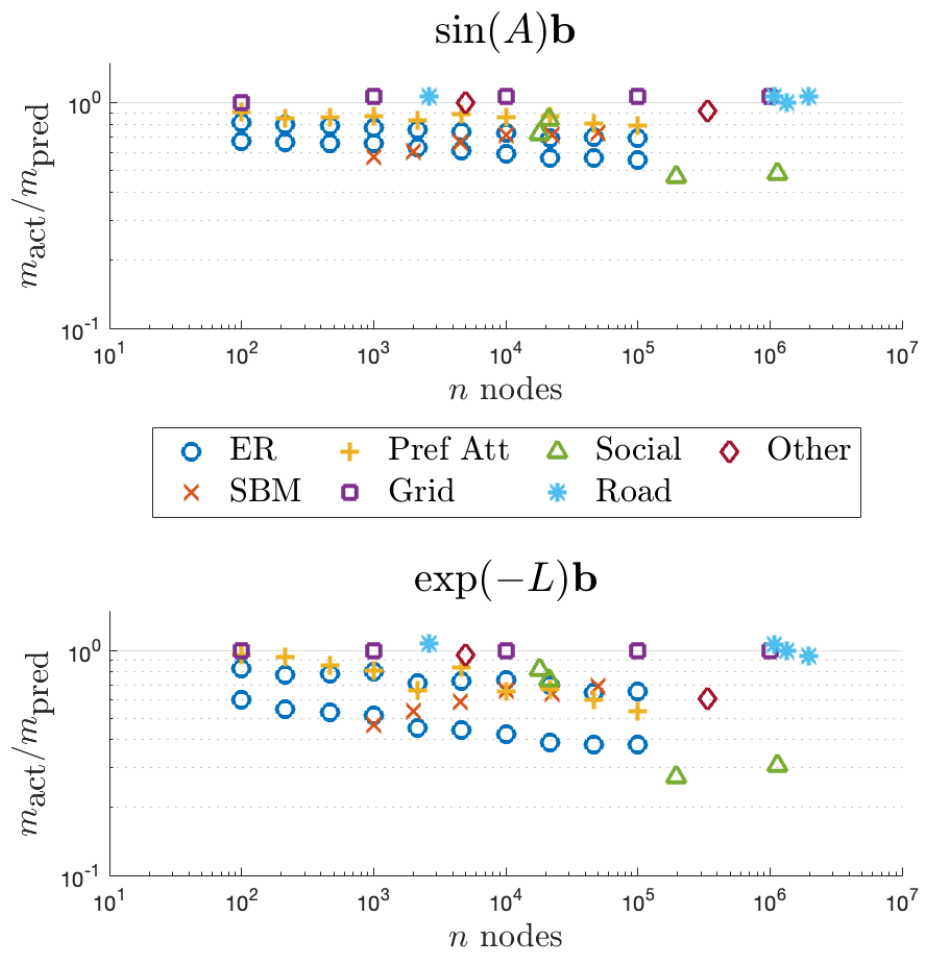 sin(A)b
10^0
m_act/m_pred
10^-1
10^1 10^2 10^3 10^4 10^5 10^6 10^7
n nodes
ER Pref Att Social Other
SBM Grid Road
exp(−L)b
10^0
m_act/m_pred
10^-1
10^1 10^2 10^3 10^4 10^5 10^6 10^7
n nodes